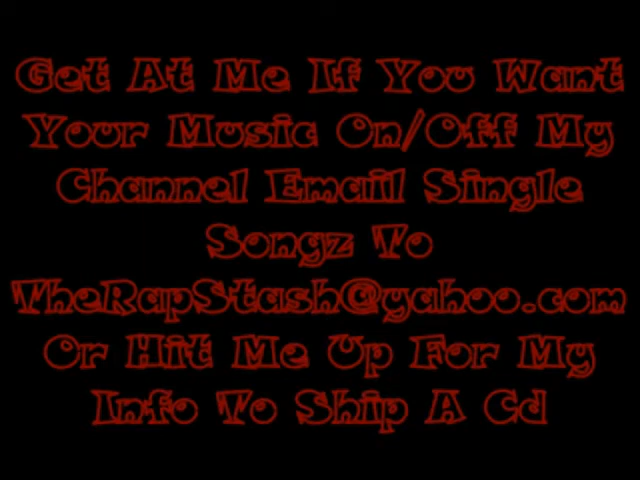 Get At Me If You Want
Your Music On/Off My
Channel Email Single
Songz To
TheRapStash@yahoo.com
Or Hit Me Up For My
Info To Ship A Cd